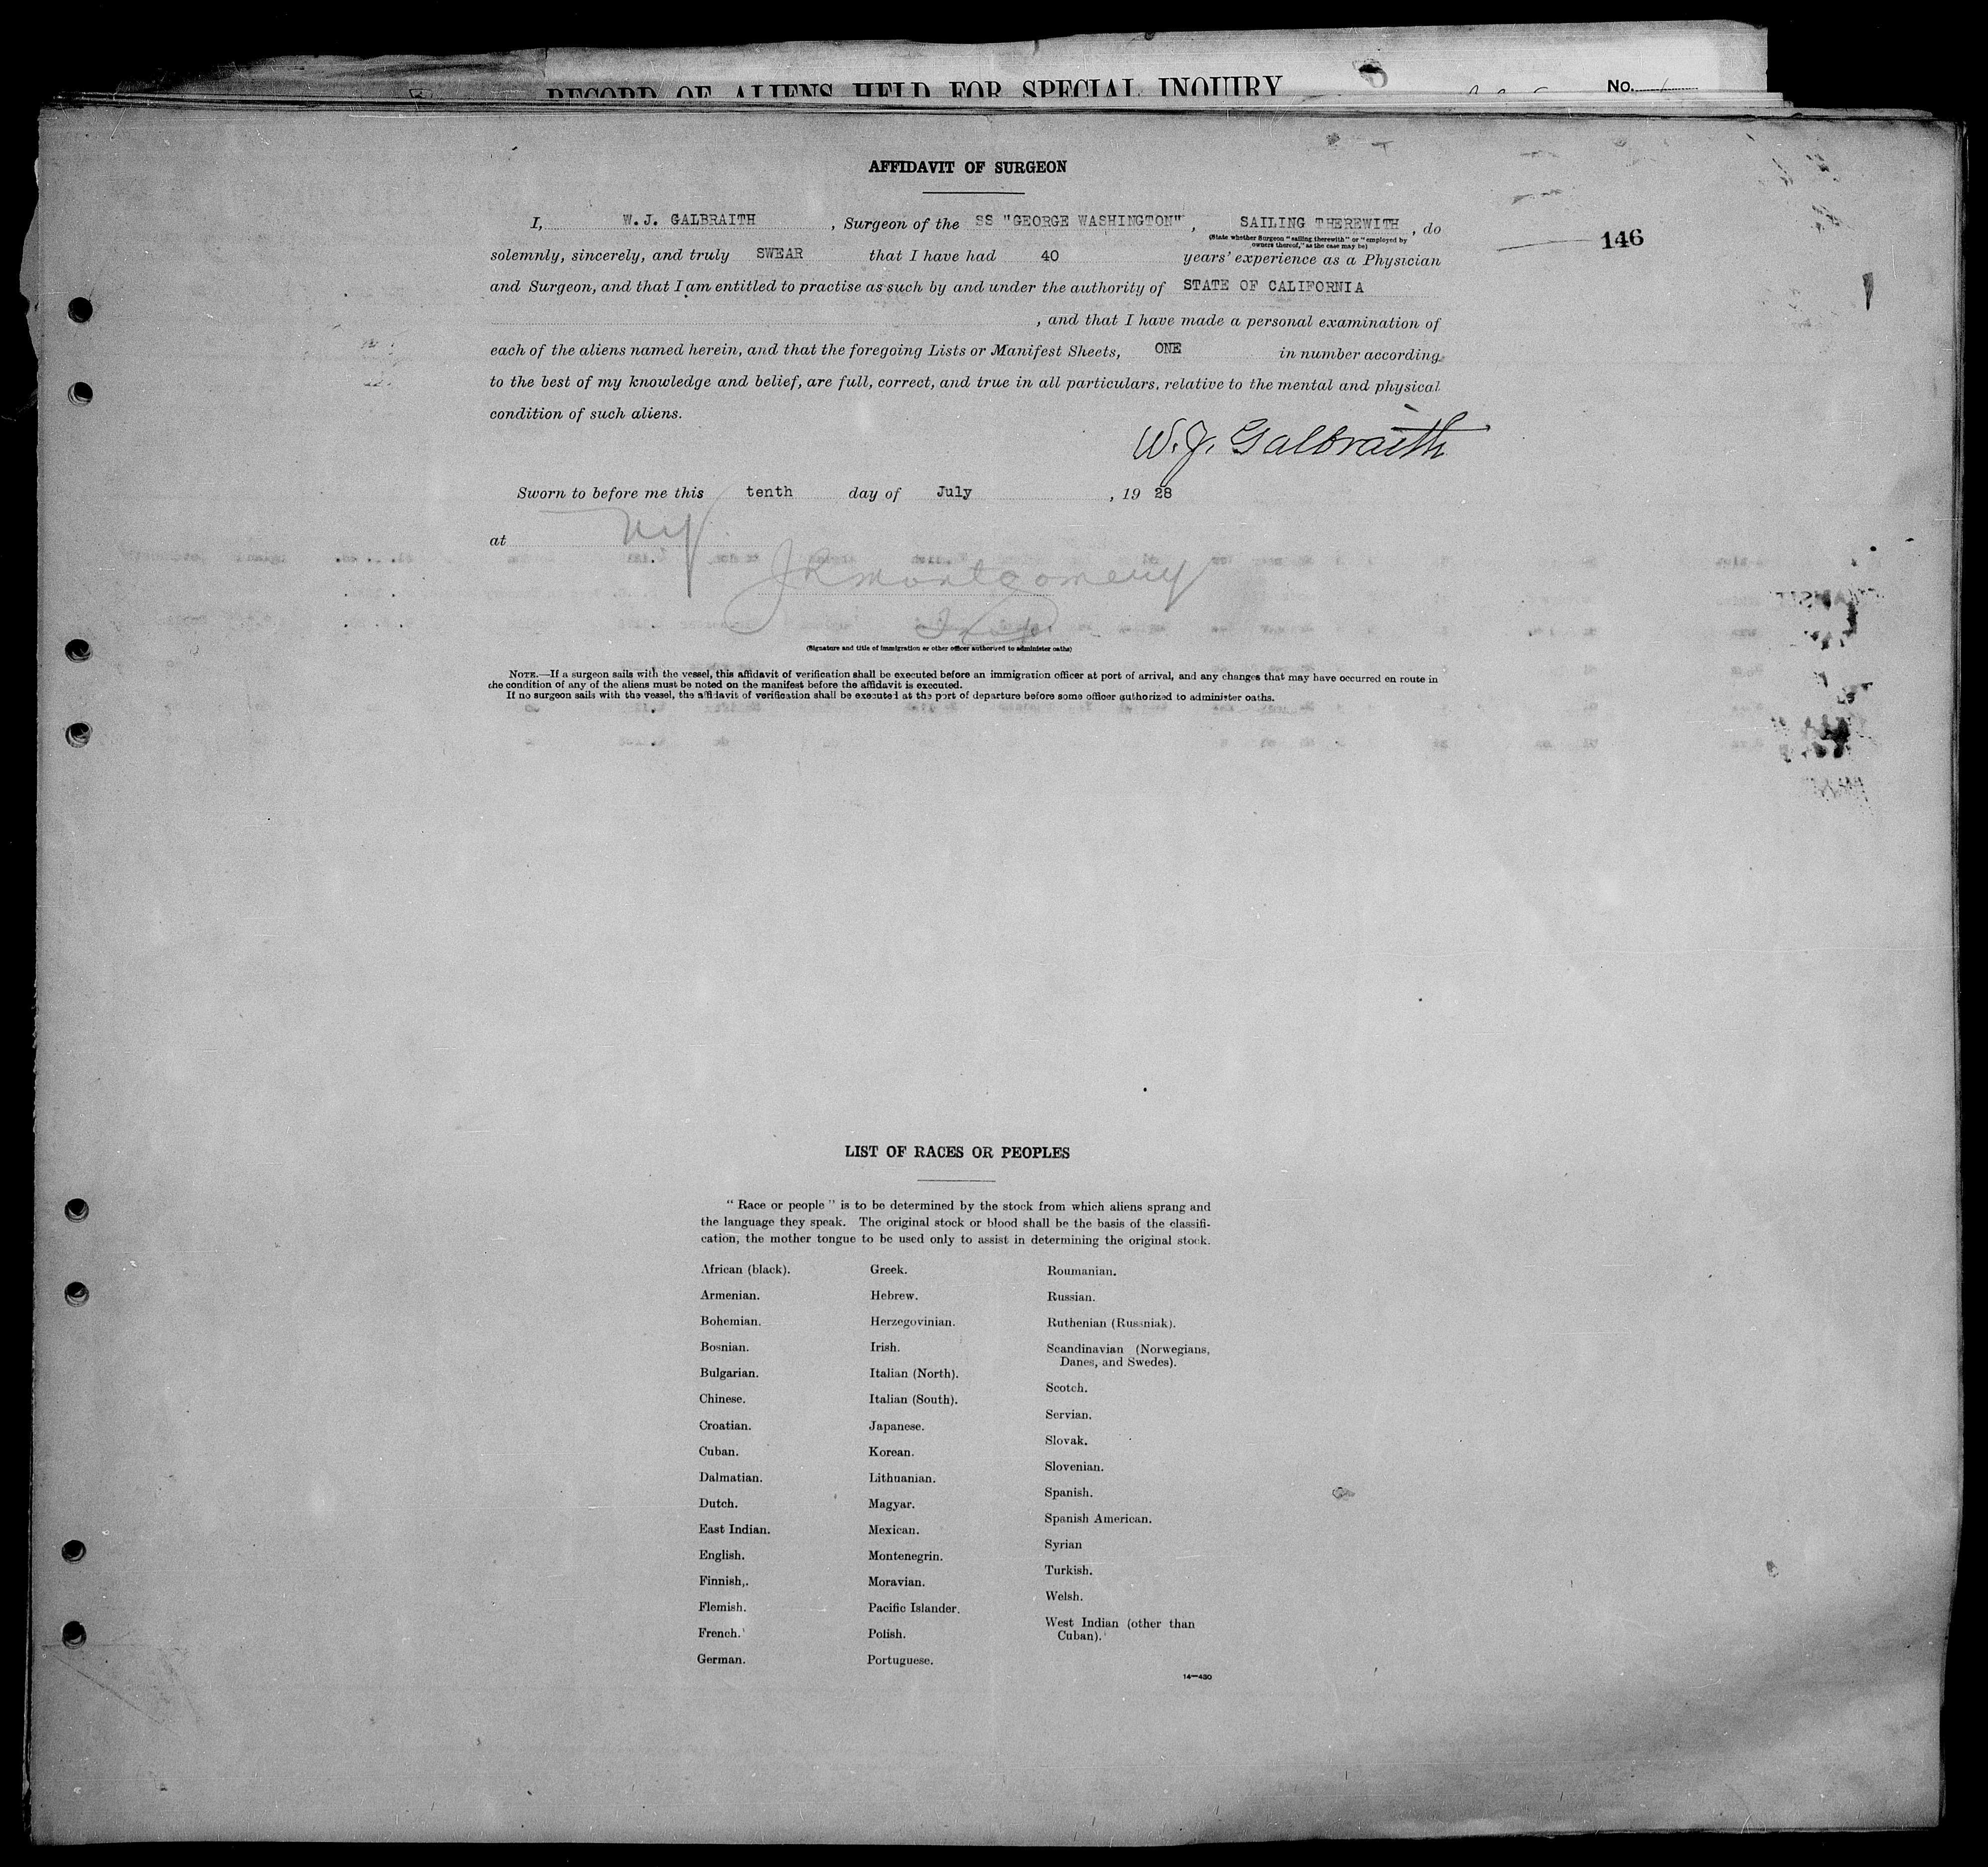 RECORD OF ALIENS HELD FOR SPECIAL INQUIRY
No.
AFFIDAVIT OF SURGEON
146
I, W.J. GALBRAITH , Surgeon of the SS "GEORGE WASHINGTON" , SAILING THEREWITH , do
(State whether Surgeon "sailing therewith" or "employed by
owners thereof," as the case may be)
solemnly, sincerely, and truly SWEAR that I have had 40 years' experience as a Physician
and Surgeon, and that I am entitled to practise as such by and under the authority of STATE OF CALIFORNIA
, and that I have made a personal examination of
each of the aliens named herein, and that the foregoing Lists or Manifest Sheets, ONE in number according
to the best of my knowledge and belief, are full, correct, and true in all particulars, relative to the mental and physical
condition of such aliens.
W. J. Galbraith
Sworn to before me this tenth day of July , 19 28
at NY
JR Montgomery
Insp.
(Signature and title of immigration or other officer authorized to administer oaths)
NOTE.—If a surgeon sails with the vessel, this affidavit of verification shall be executed before an immigration officer at port of arrival, and any changes that may have occurred en route in
the condition of any of the aliens must be noted on the manifest before the affidavit is executed.
If no surgeon sails with the vessel, the affidavit of verification shall be executed at the port of departure before some officer authorized to administer oaths.
LIST OF RACES OR PEOPLES
"Race or people" is to be determined by the stock from which aliens sprang and
the language they speak. The original stock or blood shall be the basis of the classifi-
cation, the mother tongue to be used only to assist in determining the original stock.
African (black).
Armenian.
Bohemian.
Bosnian.
Bulgarian.
Chinese.
Croatian.
Cuban.
Dalmatian.
Dutch.
East Indian.
English.
Finnish.
Flemish.
French.
German.
Greek.
Hebrew.
Herzegovinian.
Irish.
Italian (North).
Italian (South).
Japanese.
Korean.
Lithuanian.
Magyar.
Mexican.
Montenegrin.
Moravian.
Pacific Islander.
Polish.
Portuguese.
Roumanian.
Russian.
Ruthenian (Russniak).
Scandinavian (Norwegians,
Danes, and Swedes).
Scotch.
Servian.
Slovak.
Slovenian.
Spanish.
Spanish American.
Syrian
Turkish.
Welsh.
West Indian (other than
Cuban).
14—430